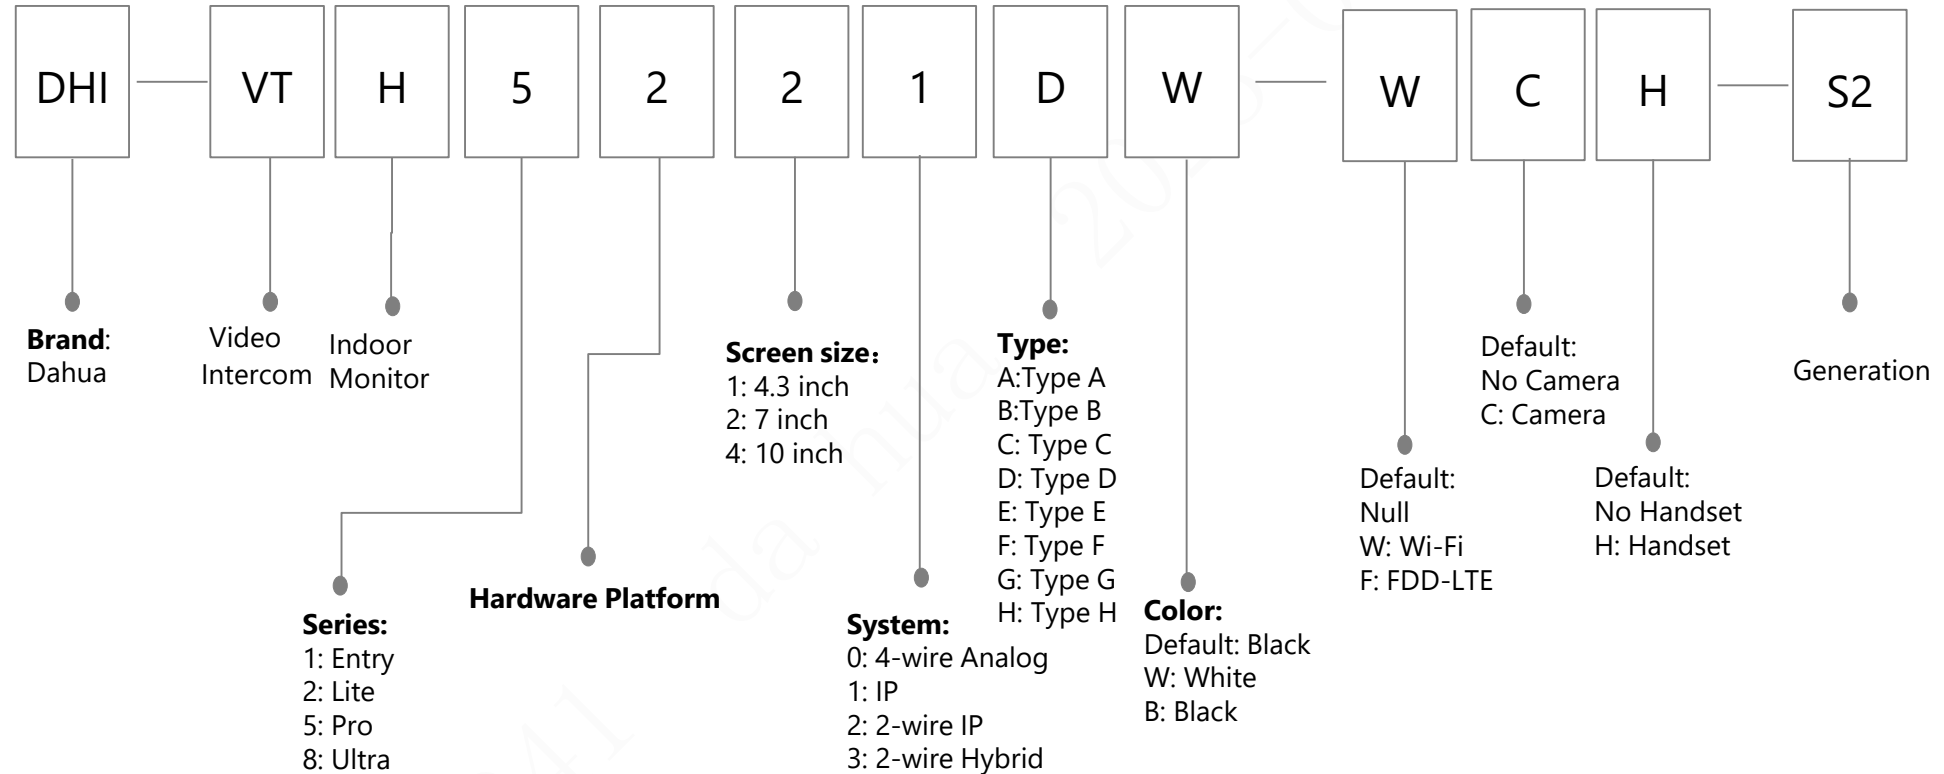 DHI VT H 5 2 2 1 D W W C H S2
Brand:
Dahua
Video
Intercom
Indoor
Monitor
Series:
1: Entry
2: Lite
5: Pro
8: Ultra
Hardware Platform
Screen size：
1: 4.3 inch
2: 7 inch
4: 10 inch
System:
0: 4-wire Analog
1: IP
2: 2-wire IP
3: 2-wire Hybrid
Type:
A:Type A
B:Type B
C: Type C
D: Type D
E: Type E
F: Type F
G: Type G
H: Type H
Color:
Default: Black
W: White
B: Black
Default:
Null
W: Wi-Fi
F: FDD-LTE
Default:
No Camera
C: Camera
Default:
No Handset
H: Handset
Generation